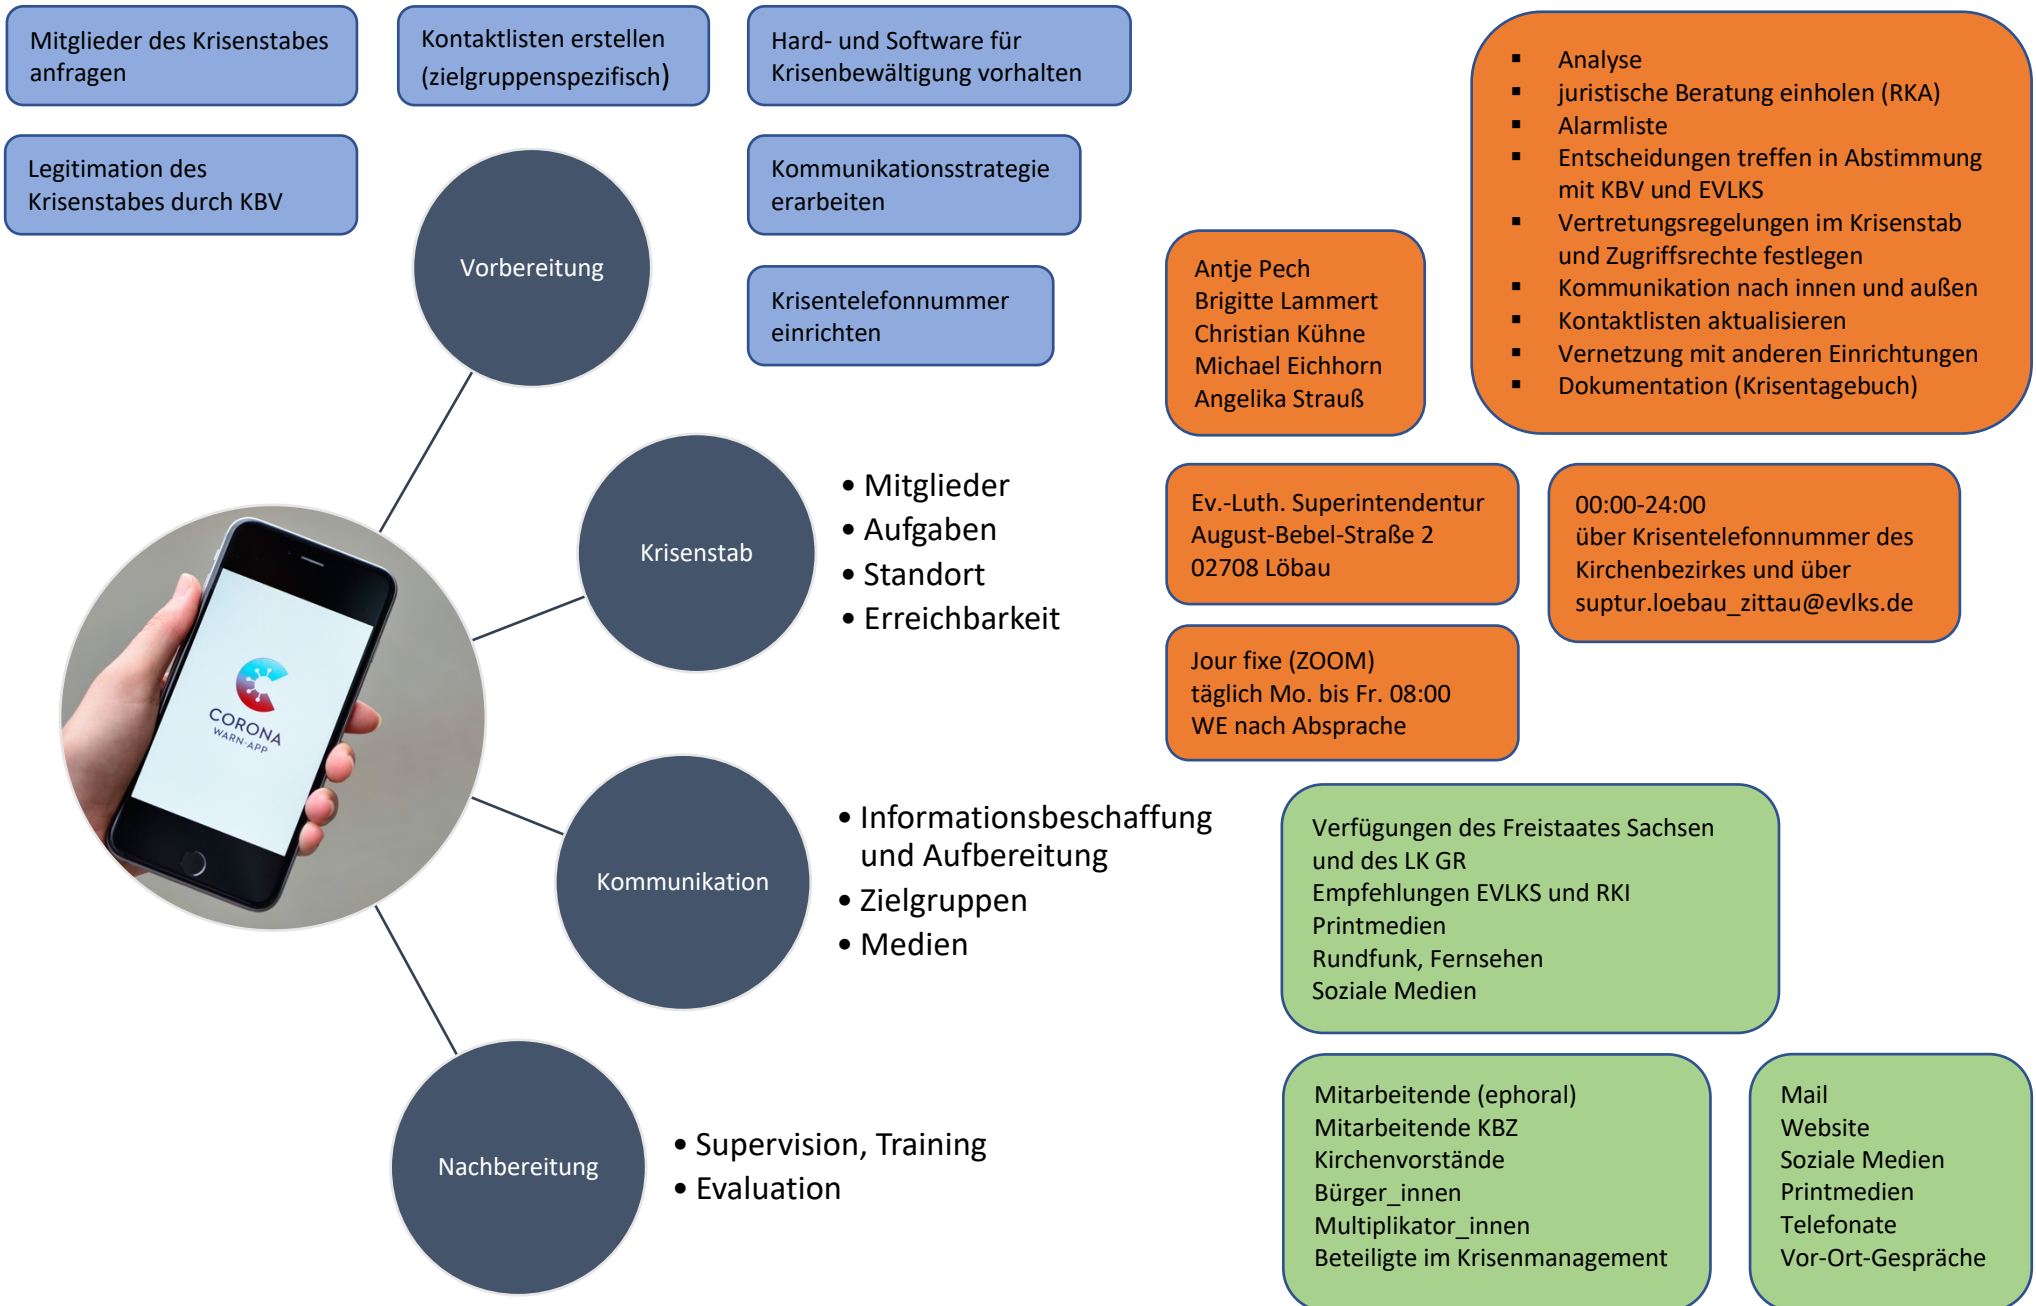 Mitglieder des Krisenstabes
anfragen
Kontaktlisten erstellen
(zielgruppenspezifisch)
Hard- und Software für
Krisenbewältigung vorhalten
Legitimation des
Krisenstabes durch KBV
Kommunikationsstrategie
erarbeiten
Krisentelefonnummer
einrichten
Vorbereitung
▪ Analyse
▪ juristische Beratung einholen (RKA)
▪ Alarmliste
▪ Entscheidungen treffen in Abstimmung
mit KBV und EVLKS
▪ Vertretungsregelungen im Krisenstab
und Zugriffsrechte festlegen
▪ Kommunikation nach innen und außen
▪ Kontaktlisten aktualisieren
▪ Vernetzung mit anderen Einrichtungen
▪ Dokumentation (Krisentagebuch)
Antje Pech
Brigitte Lammert
Christian Kühne
Michael Eichhorn
Angelika Strauß
Krisenstab
• Mitglieder
• Aufgaben
• Standort
• Erreichbarkeit
Ev.-Luth. Superintendentur
August-Bebel-Straße 2
02708 Löbau
00:00-24:00
über Krisentelefonnummer des
Kirchenbezirkes und über
suptur.loebau_zittau@evlks.de
Jour fixe (ZOOM)
täglich Mo. bis Fr. 08:00
WE nach Absprache
CORONA
WARN-APP
Kommunikation
• Informationsbeschaffung
und Aufbereitung
• Zielgruppen
• Medien
Verfügungen des Freistaates Sachsen
und des LK GR
Empfehlungen EVLKS und RKI
Printmedien
Rundfunk, Fernsehen
Soziale Medien
Nachbereitung
• Supervision, Training
• Evaluation
Mitarbeitende (ephoral)
Mitarbeitende KBZ
Kirchenvorstände
Bürger_innen
Multiplikator_innen
Beteiligte im Krisenmanagement
Mail
Website
Soziale Medien
Printmedien
Telefonate
Vor-Ort-Gespräche